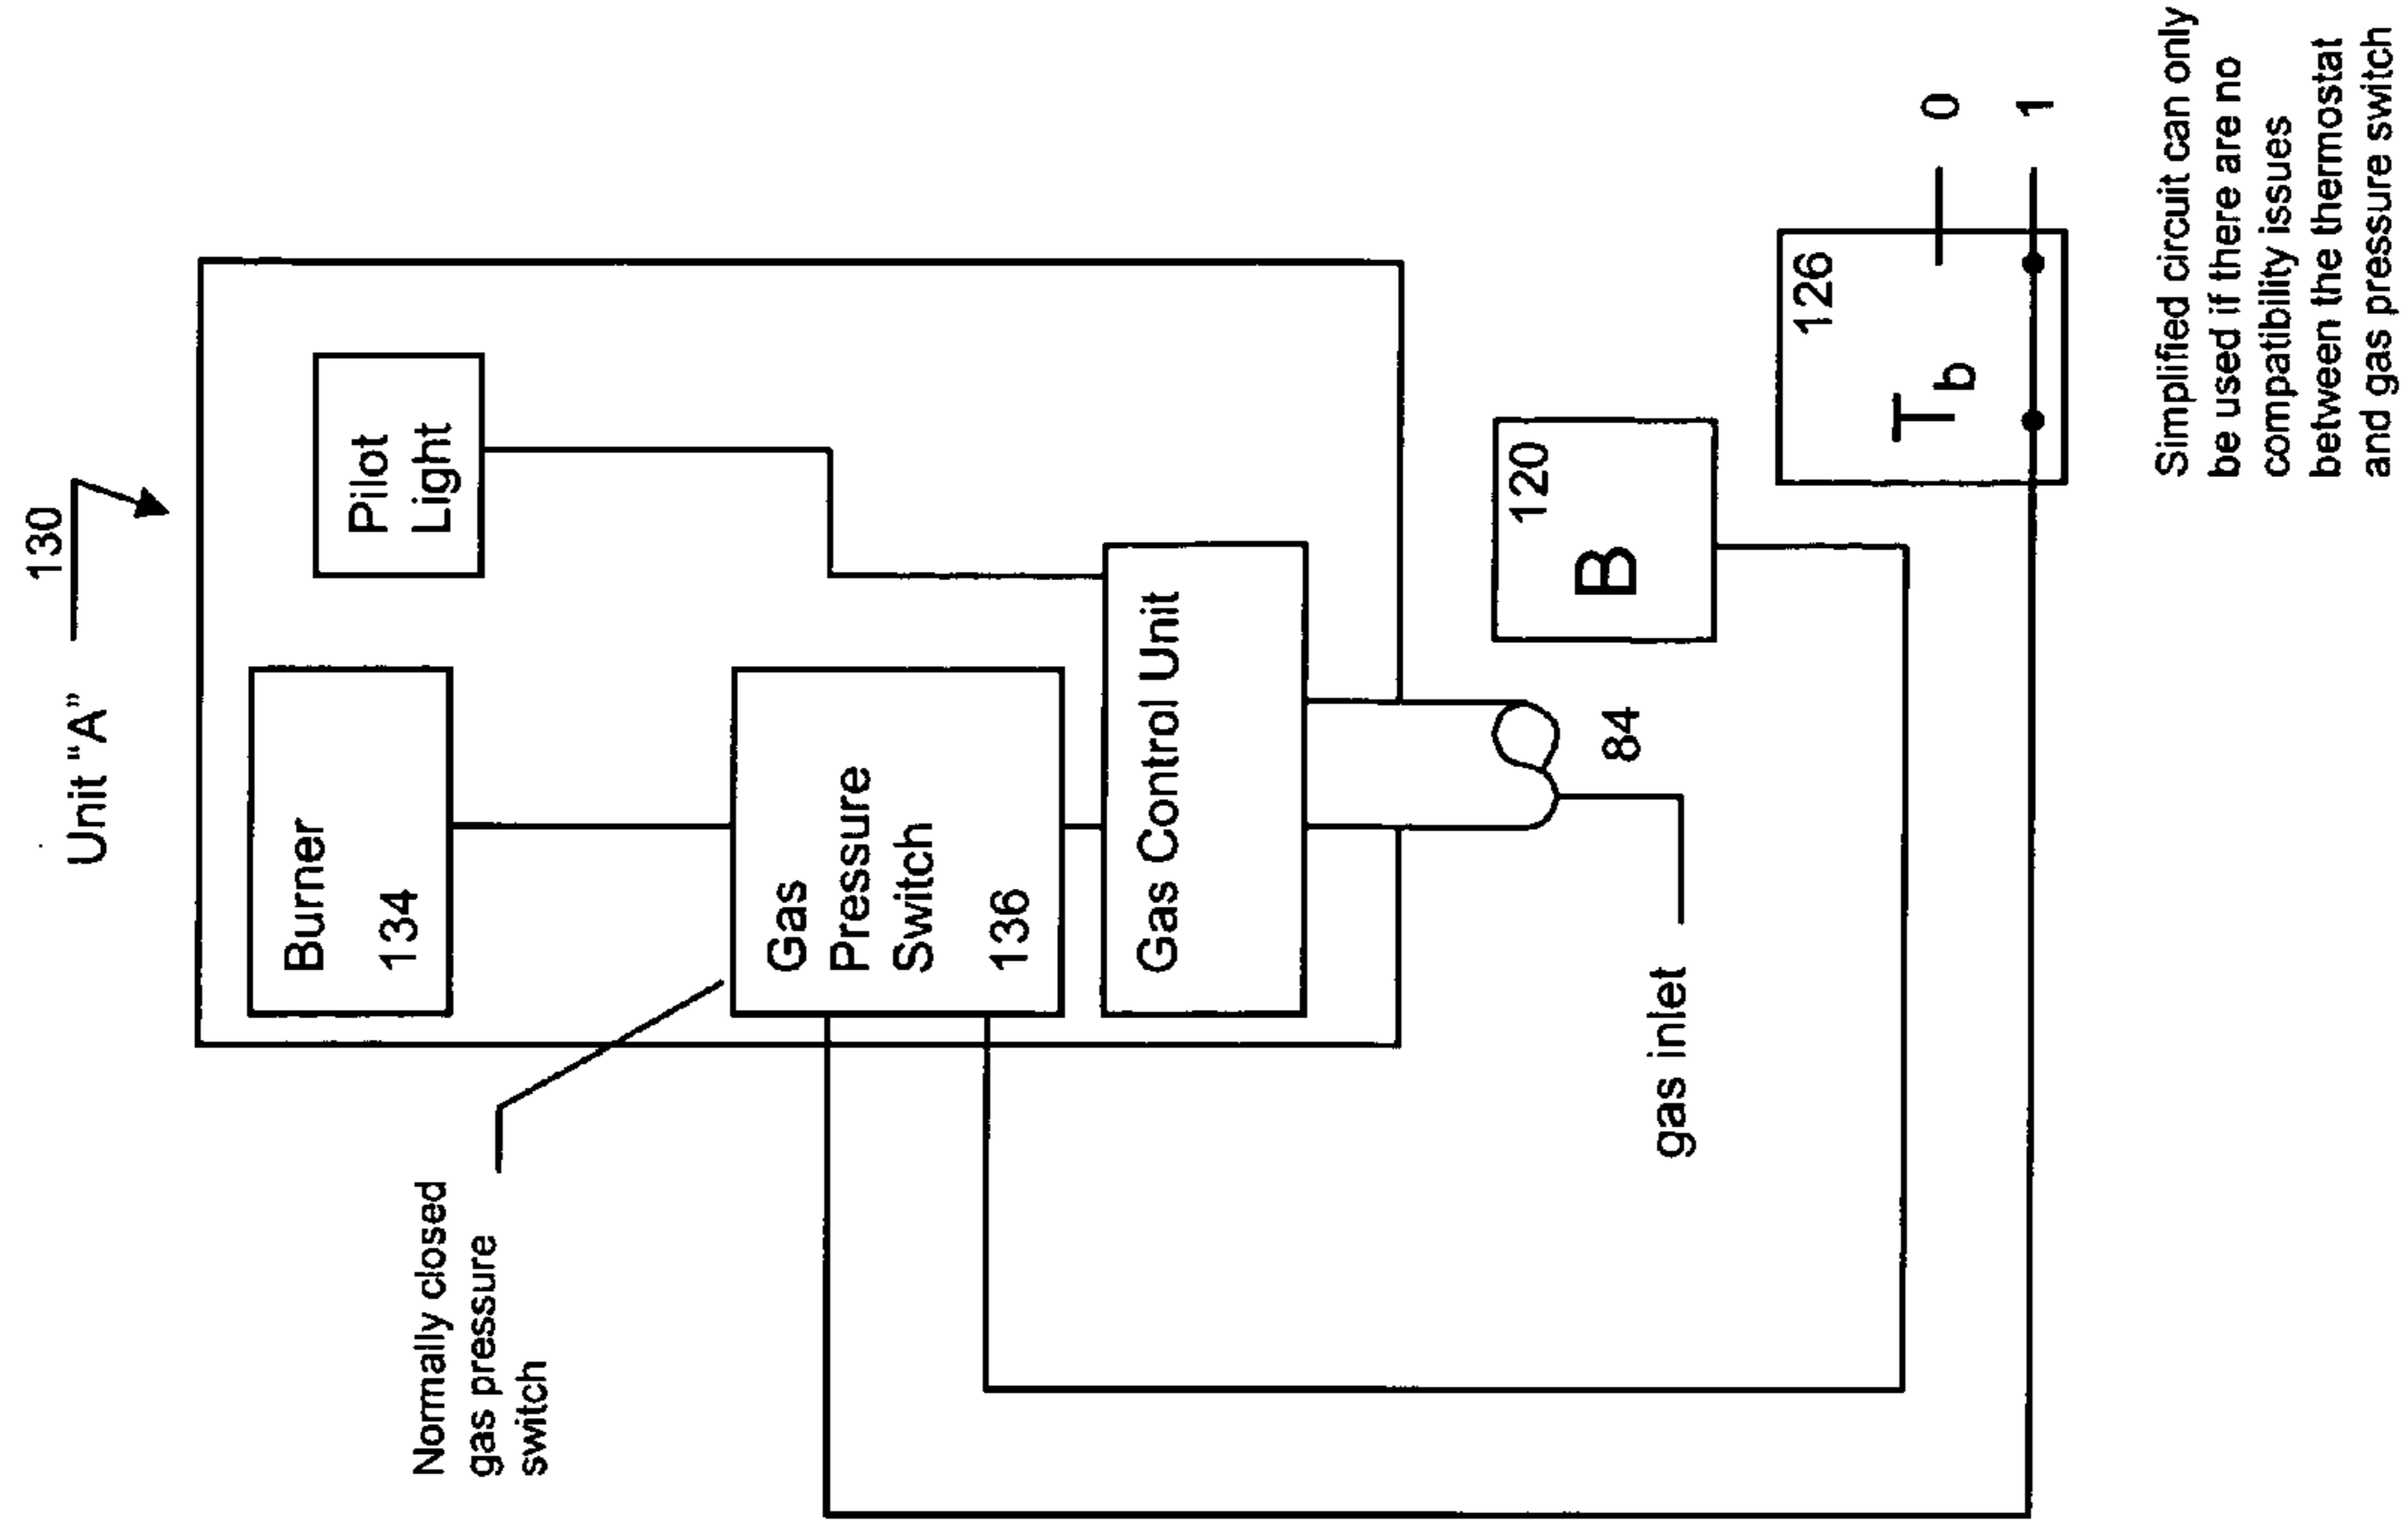 130
Unit "A"
Burner
134
Pilot
Light
Normally closed
gas pressure
switch
Gas
Pressure
Switch
136
Gas Control Unit
84
gas inlet
120
B
126
T b
0
1
Simplified circuit can only
be used if there are no
compatibility issues
between the thermostat
and gas pressure switch